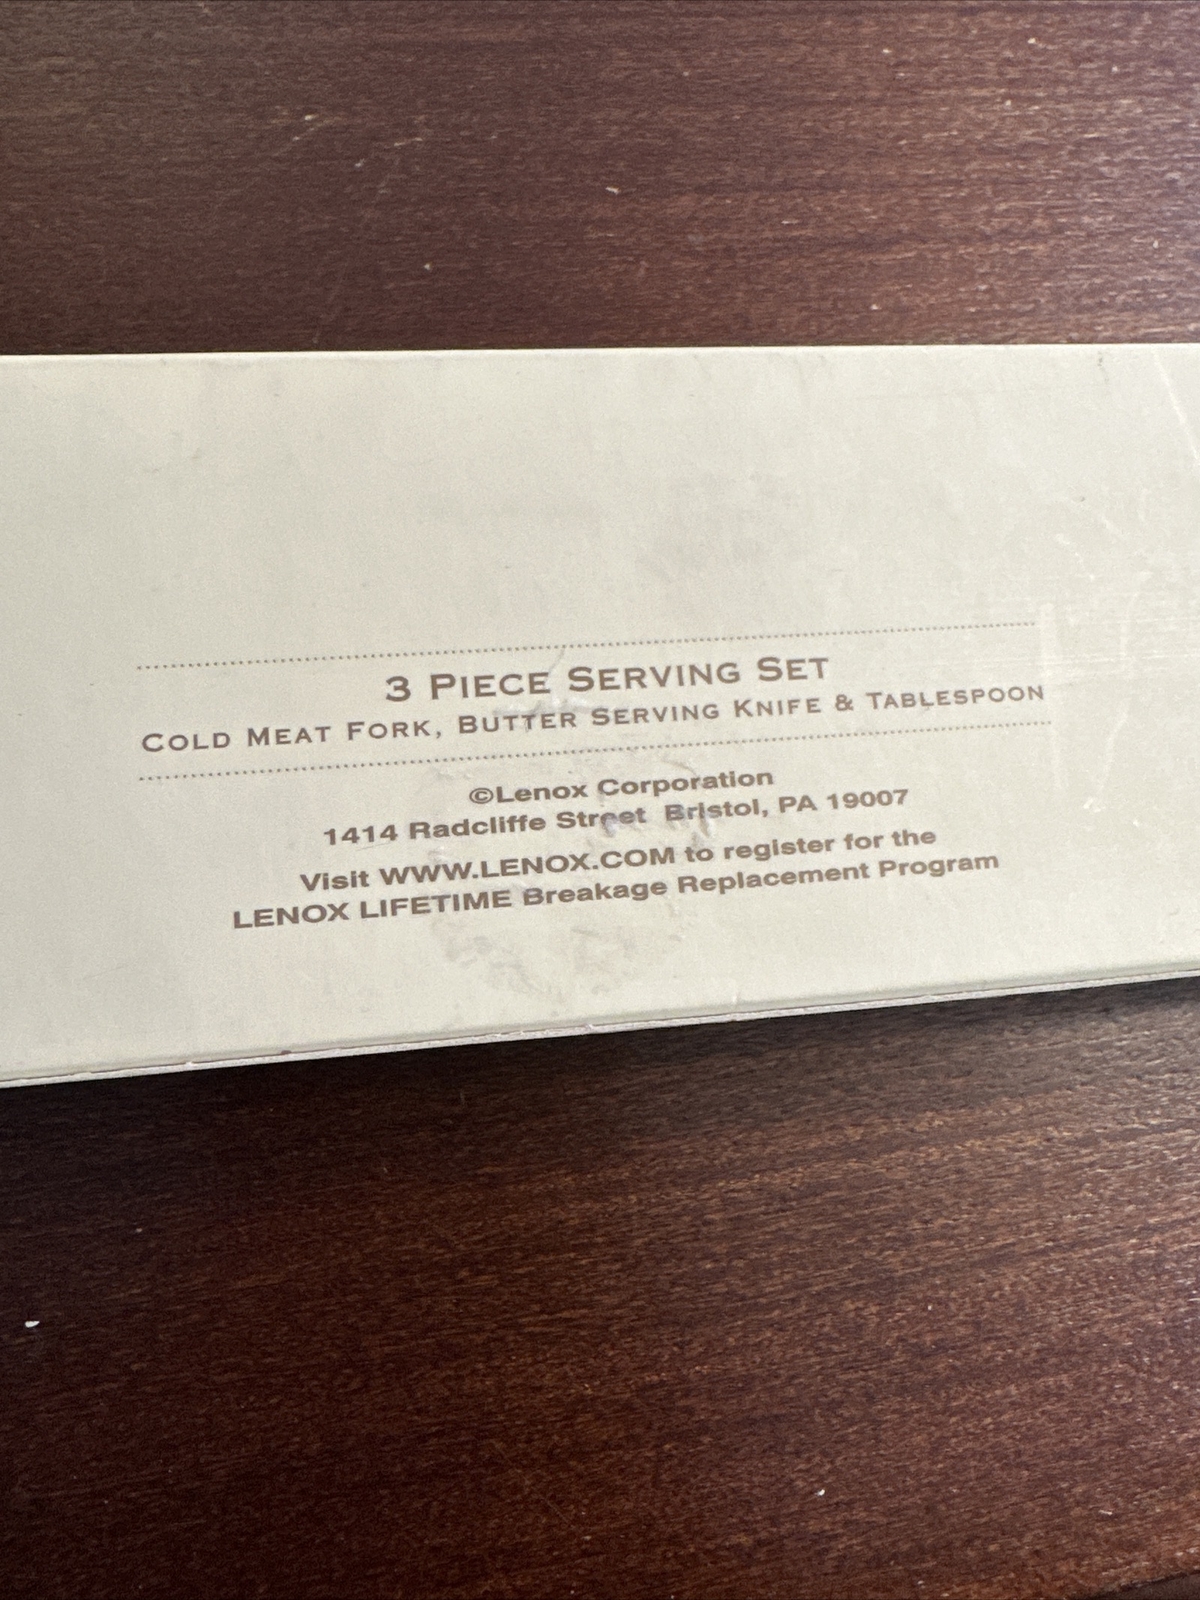 3 PIECE SERVING SET
COLD MEAT FORK, BUTTER SERVING KNIFE & TABLESPOON
©Lenox Corporation
1414 Radcliffe Street Bristol, PA 19007
Visit WWW.LENOX.COM to register for the
LENOX LIFETIME Breakage Replacement Program